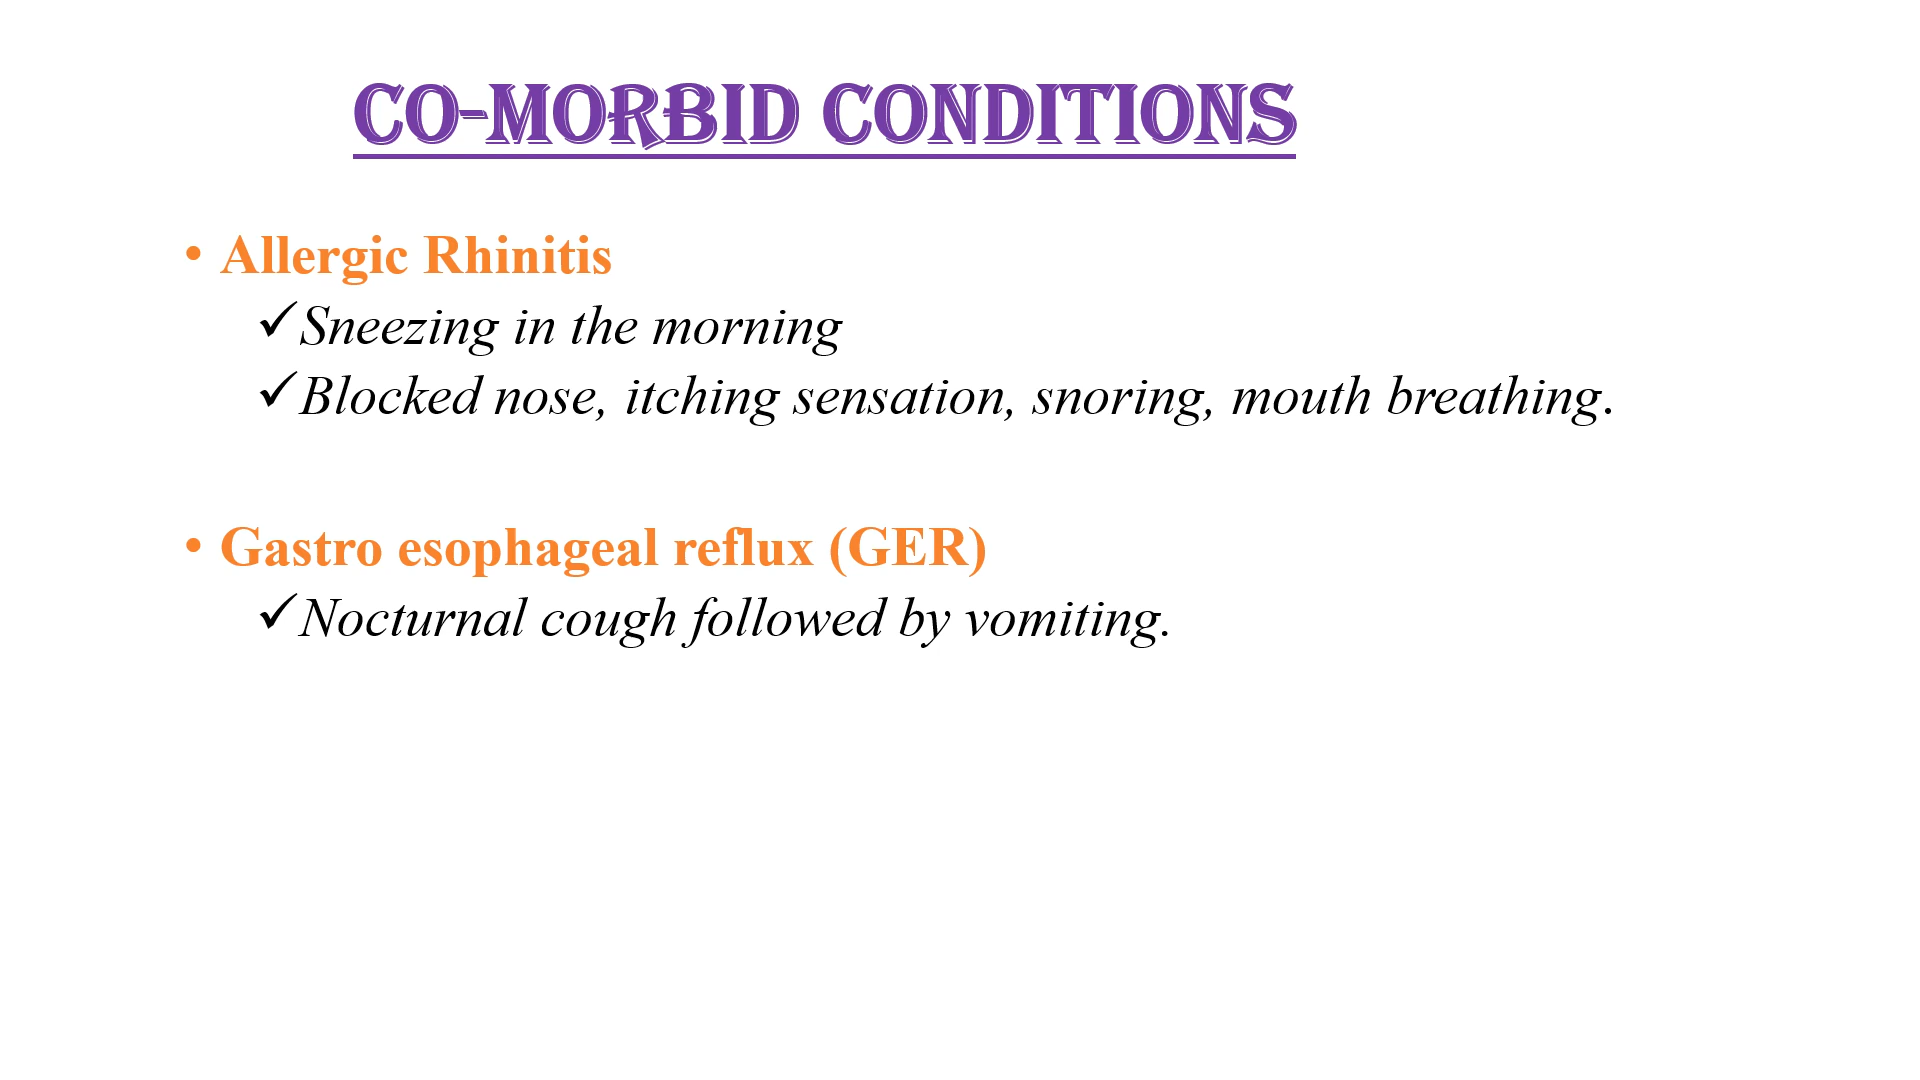 CO-MORBID CONDITIONS
• Allergic Rhinitis
✓Sneezing in the morning
✓Blocked nose, itching sensation, snoring, mouth breathing.
• Gastro esophageal reflux (GER)
✓Nocturnal cough followed by vomiting.